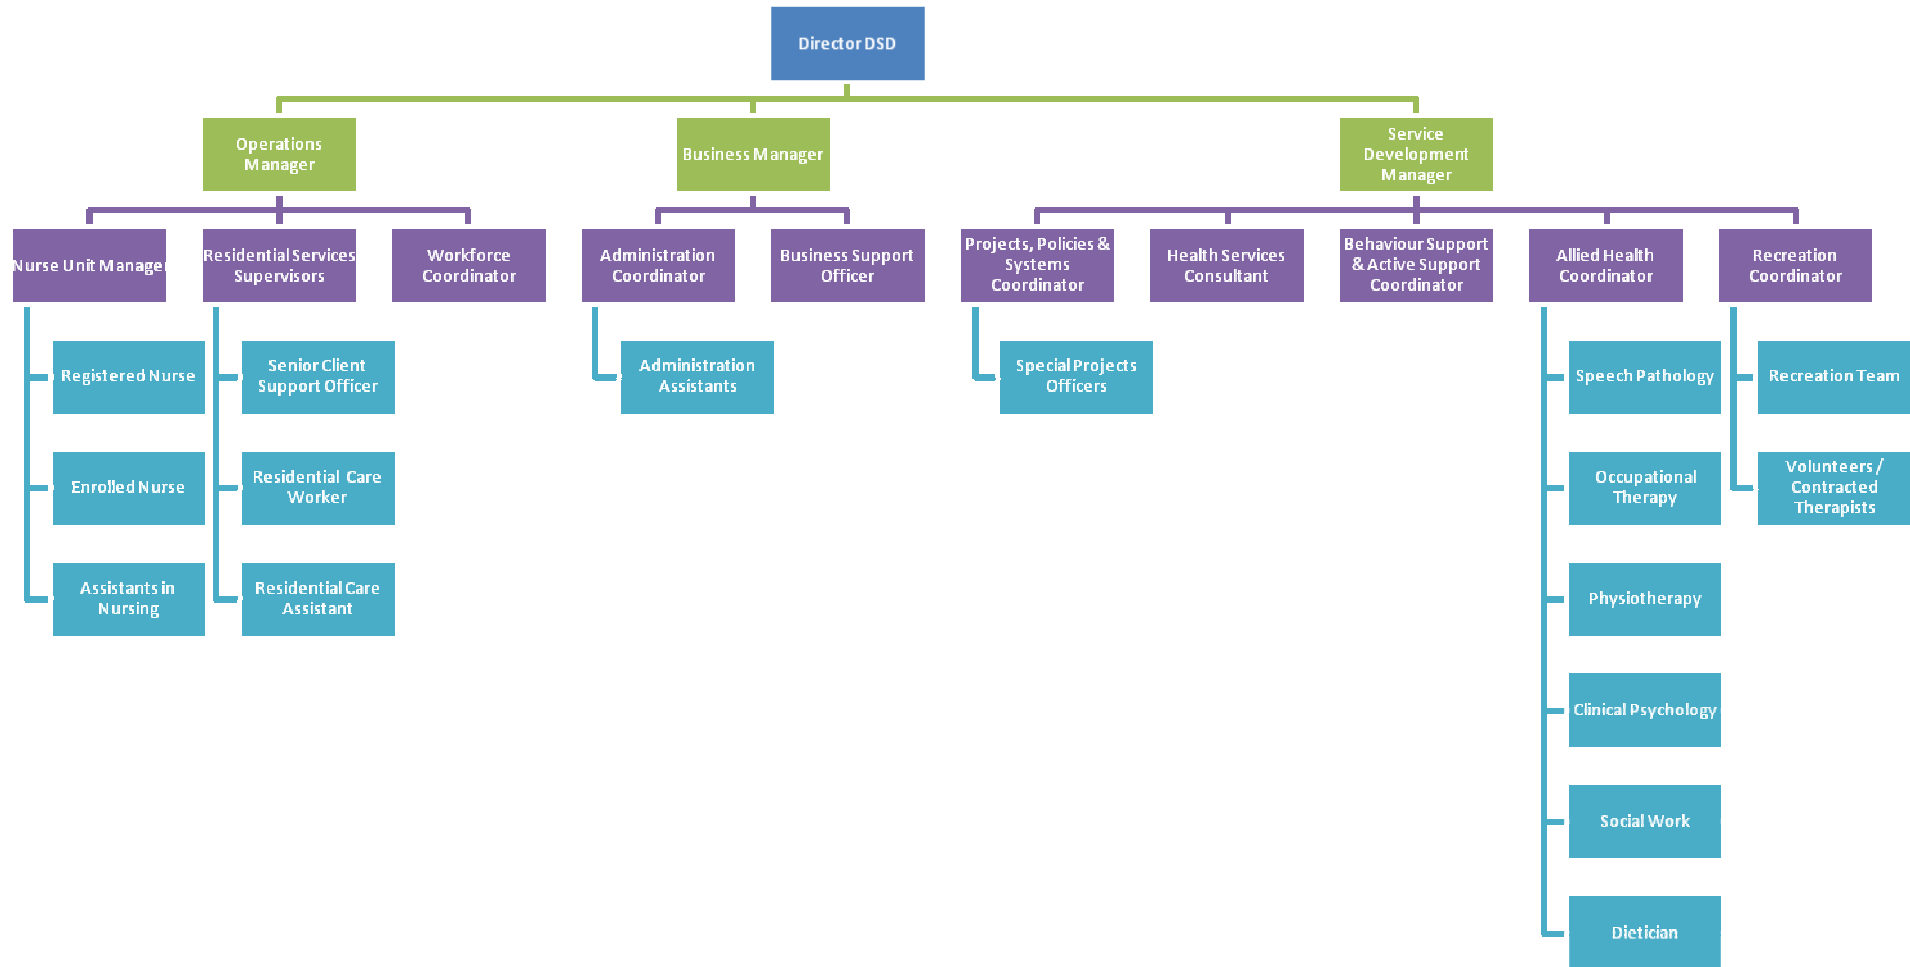 Director DSD
Operations
Manager
Business Manager
Service
Development
Manager
Nurse Unit Manager
Residential Services
Supervisors
Workforce
Coordinator
Administration
Coordinator
Business Support
Officer
Projects, Policies &
Systems
Coordinator
Health Services
Consultant
Behaviour Support
& Active Support
Coordinator
Allied Health
Coordinator
Recreation
Coordinator
Registered Nurse
Senior Client
Support Officer
Administration
Assistants
Special Projects
Officers
Speech Pathology
Recreation Team
Enrolled Nurse
Residential Care
Worker
Occupational
Therapy
Volunteers /
Contracted
Therapists
Assistants in
Nursing
Residential Care
Assistant
Physiotherapy
Clinical Psychology
Social Work
Dietician